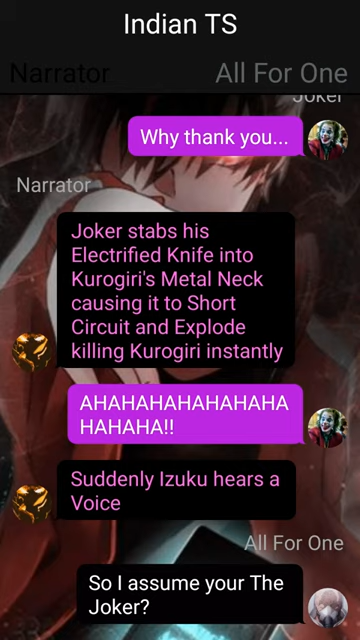 Indian TS
Narrator
All For One
Joker
Why thank you...
Narrator
Joker stabs his
Electrified Knife into
Kurogiri's Metal Neck
causing it to Short
Circuit and Explode
killing Kurogiri instantly
AHAHAHAHAHAHAHA
HAHAHA!!
Suddenly Izuku hears a
Voice
All For One
So I assume your The
Joker?